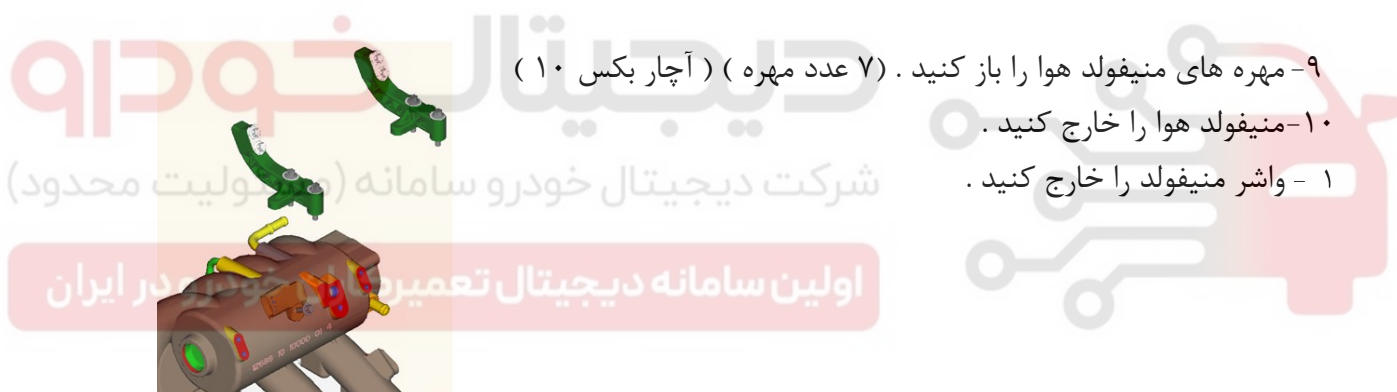 ۹- مهره های منیفولد هوا را باز کنید . (۷ عدد مهره ) ( آچار بکس ۱۰ )
۱۰-منیفولد هوا را خارج کنید .
۱ - واشر منیفولد را خارج کنید .
دیجیتال خودرو
شرکت دیجیتال خودرو سامانه (مسئولیت محدود)
اولین سامانه دیجیتال تعمیرکاران خودرو در ایران